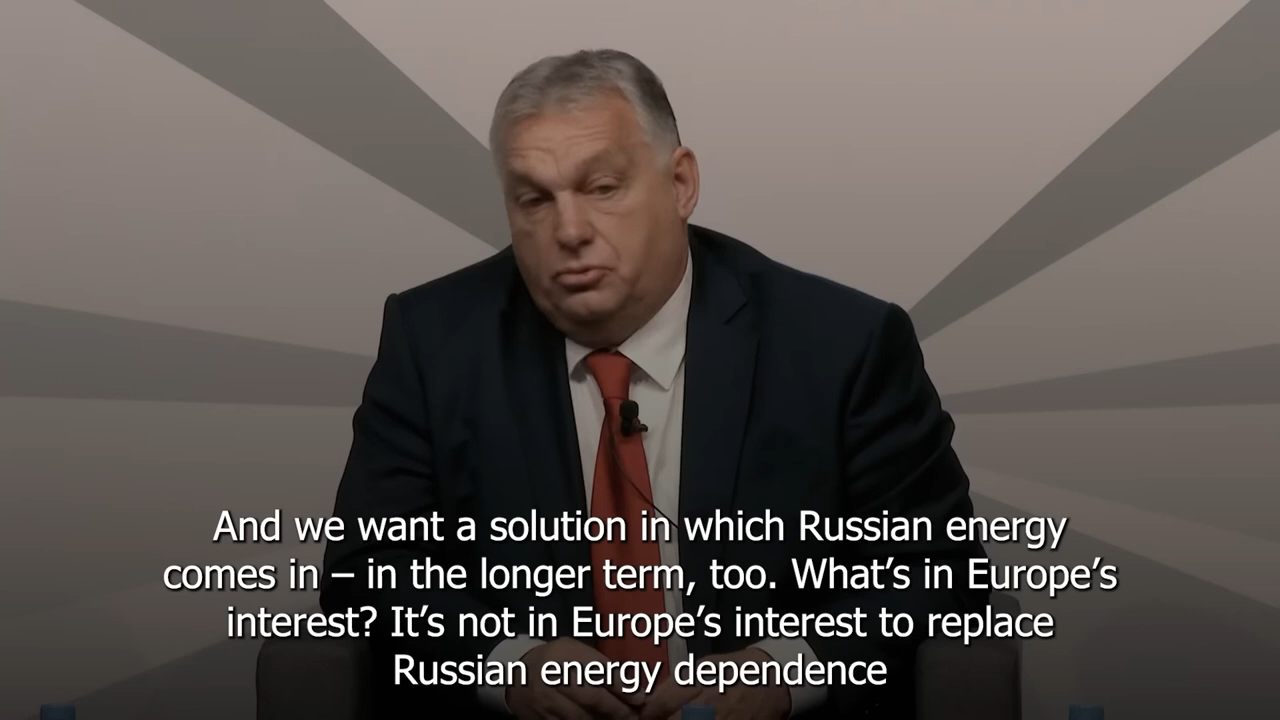 And we want a solution in which Russian energy
comes in – in the longer term, too. What’s in Europe’s
interest? It’s not in Europe’s interest to replace
Russian energy dependence